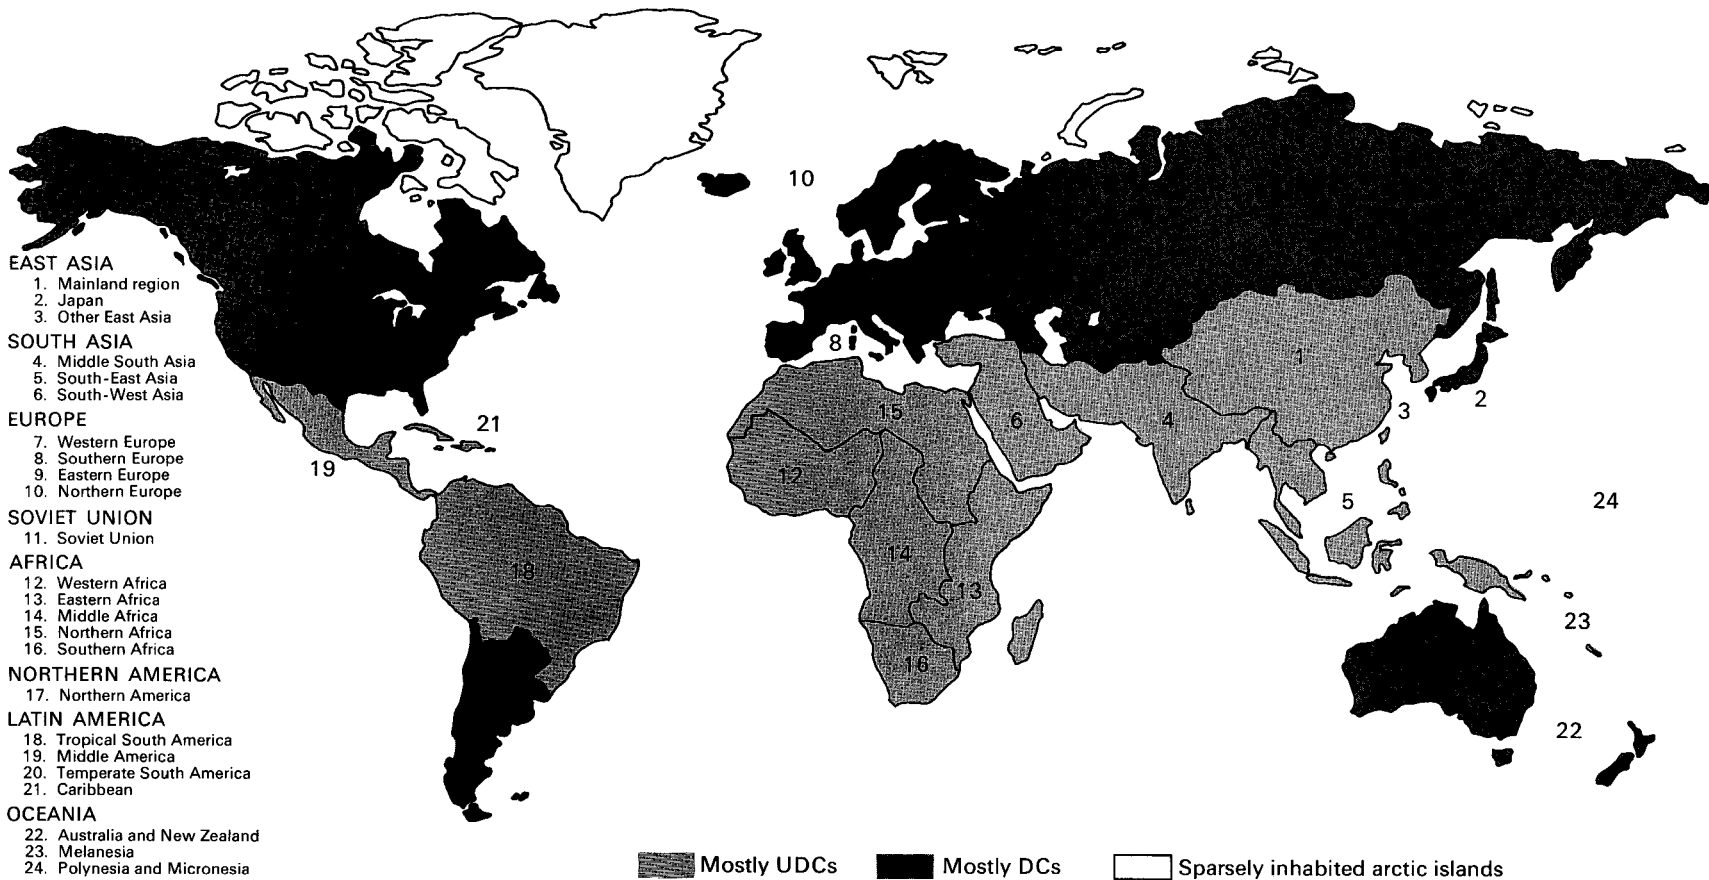 10
EAST ASIA
1. Mainland region
2. Japan
3. Other East Asia
SOUTH ASIA
4. Middle South Asia
5. South-East Asia
6. South-West Asia
EUROPE
7. Western Europe
8. Southern Europe
9. Eastern Europe
10. Northern Europe
SOVIET UNION
11. Soviet Union
AFRICA
12. Western Africa
13. Eastern Africa
14. Middle Africa
15. Northern Africa
16. Southern Africa
NORTHERN AMERICA
17. Northern America
LATIN AMERICA
18. Tropical South America
19. Middle America
20. Temperate South America
21. Caribbean
OCEANIA
22. Australia and New Zealand
23. Melanesia
24. Polynesia and Micronesia
8
1
2
3
15
21
6
4
19
12
5
24
14
18
13
23
16
22
Mostly UDCs
Mostly DCs
Sparsely inhabited arctic islands